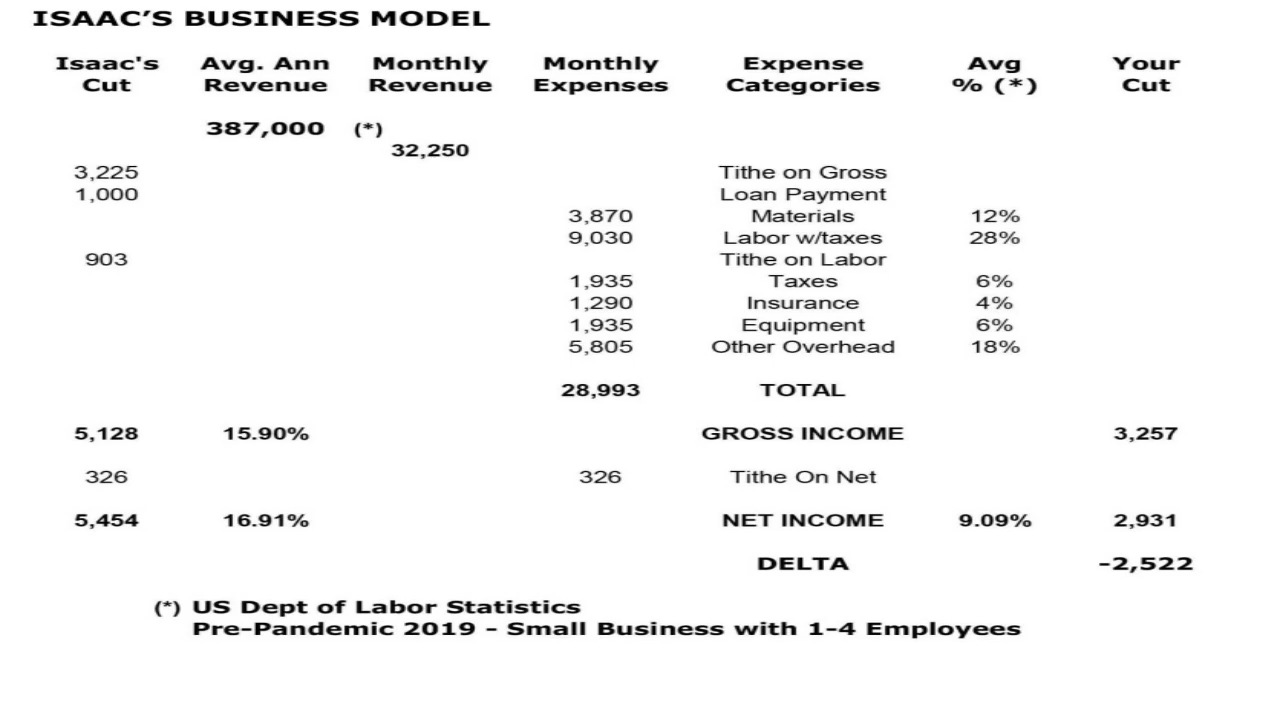 ISAAC’S BUSINESS MODEL
Isaac's Avg. Ann Monthly Monthly Expense Avg Your
Cut Revenue Revenue Expenses Categories % (*) Cut
387,000 (*)
32,250
3,225 Tithe on Gross
1,000 Loan Payment
3,870 Materials 12%
9,030 Labor w/taxes 28%
903 Tithe on Labor
1,935 Taxes 6%
1,290 Insurance 4%
1,935 Equipment 6%
5,805 Other Overhead 18%
28,993 TOTAL
5,128 15.90% GROSS INCOME 3,257
326 326 Tithe On Net
5,454 16.91% NET INCOME 9.09% 2,931
DELTA -2,522
(*) US Dept of Labor Statistics
Pre-Pandemic 2019 - Small Business with 1-4 Employees